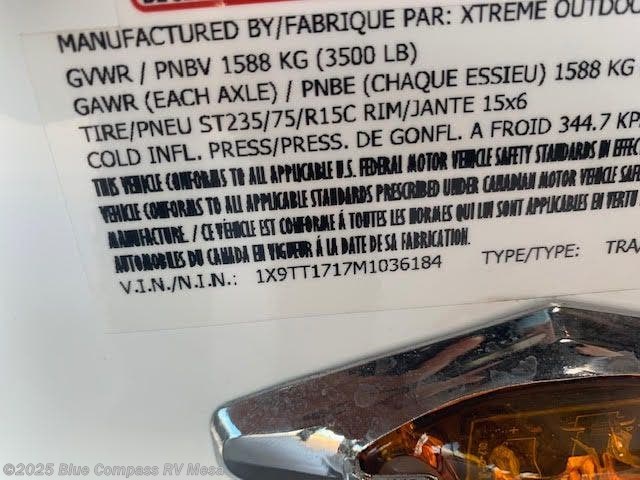 MANUFACTURED BY/FABRIQUE PAR: XTREME OUTDOO
GVWR / PNBV 1588 KG (3500 LB)
GAWR (EACH AXLE) / PNBE (CHAQUE ESSIEU) 1588 KG
TIRE/PNEU ST235/75/R15C RIM/JANTE 15x6
COLD INFL. PRESS/PRESS. DE GONFL. A FROID 344.7 KP
THIS VEHICLE CONFORMS TO ALL APPLICABLE U.S. FEDERAL MOTOR VEHICLE SAFETY STANDARDS IN EFFECT
VEHICLE CONFORMS TO ALL APPLICABLE STANDARDS PRESCRIBED UNDER CANADIAN MOTOR VEHICLE SAF
MANUFACTURE. / CE VÉHICULE EST CONFORME À TOUTES LES NORMES QUI LUI SONT APPLICABLES EN VERTU
AUTOMOBILES DU CANADA EN VIGUEUR À LA DATE DE SA FABRICATION.
V.I.N./N.I.N.: 1X9TT1717M1036184 TYPE/TYPE: TRA
©2025 Blue Compass RV Mesa